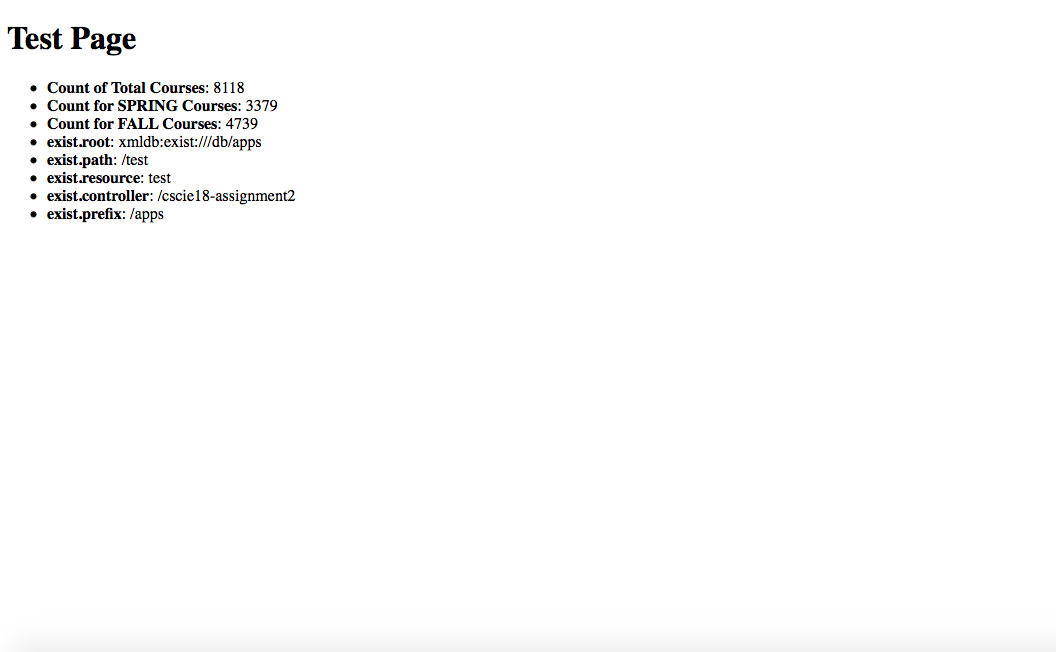 Test Page
Count of Total Courses: 8118
Count for SPRING Courses: 3379
Count for FALL Courses: 4739
exist.root: xmldb:exist:///db/apps
exist.path: /test
exist.resource: test
exist.controller: /cscie18-assignment2
exist.prefix: /apps